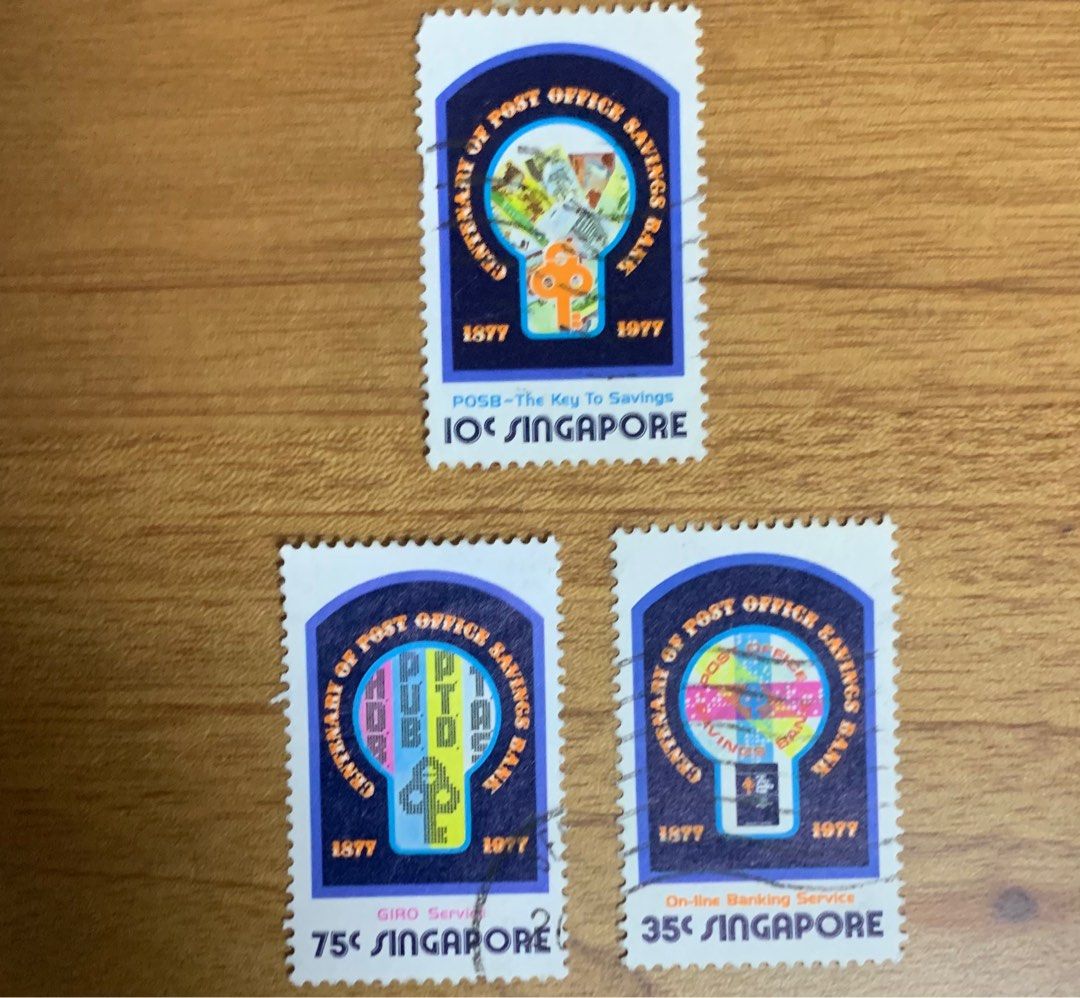 CENTENARY OF POST OFFICE SAVINGS BANK
1877 1977
POSB-The Key To Savings
10¢ SINGAPORE
CENTENARY OF POST OFFICE SAVINGS BANK
PUB. PTD.
1877 1977
GIRO Service
75¢ SINGAPORE
CENTENARY OF POST OFFICE SAVINGS BANK
POST OFFICE
SAVINGS BANK
1877 1977
On-line Banking Service
35¢ SINGAPORE